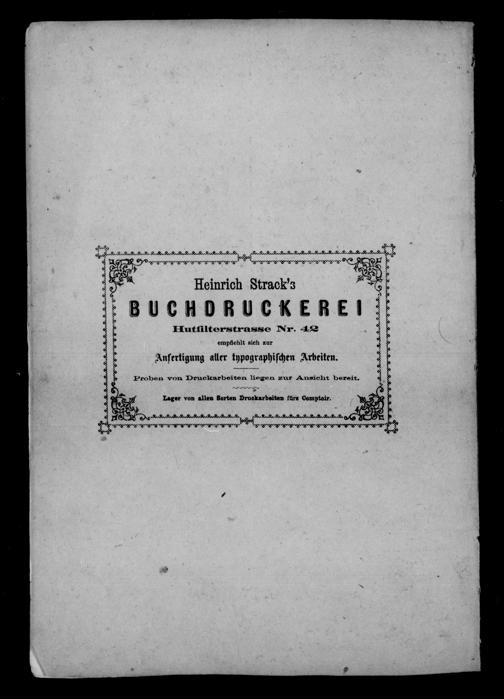 Heinrich Strack's
BUCHDRUCKEREI
Hutfilterstrasse Nr. 42
empfiehlt sich zur
Anfertigung aller typographischen Arbeiten.
Proben von Druckarbeiten liegen zur Ansicht bereit.
Lager von allen Sorten Druckarbeiten fürs Comptoir.